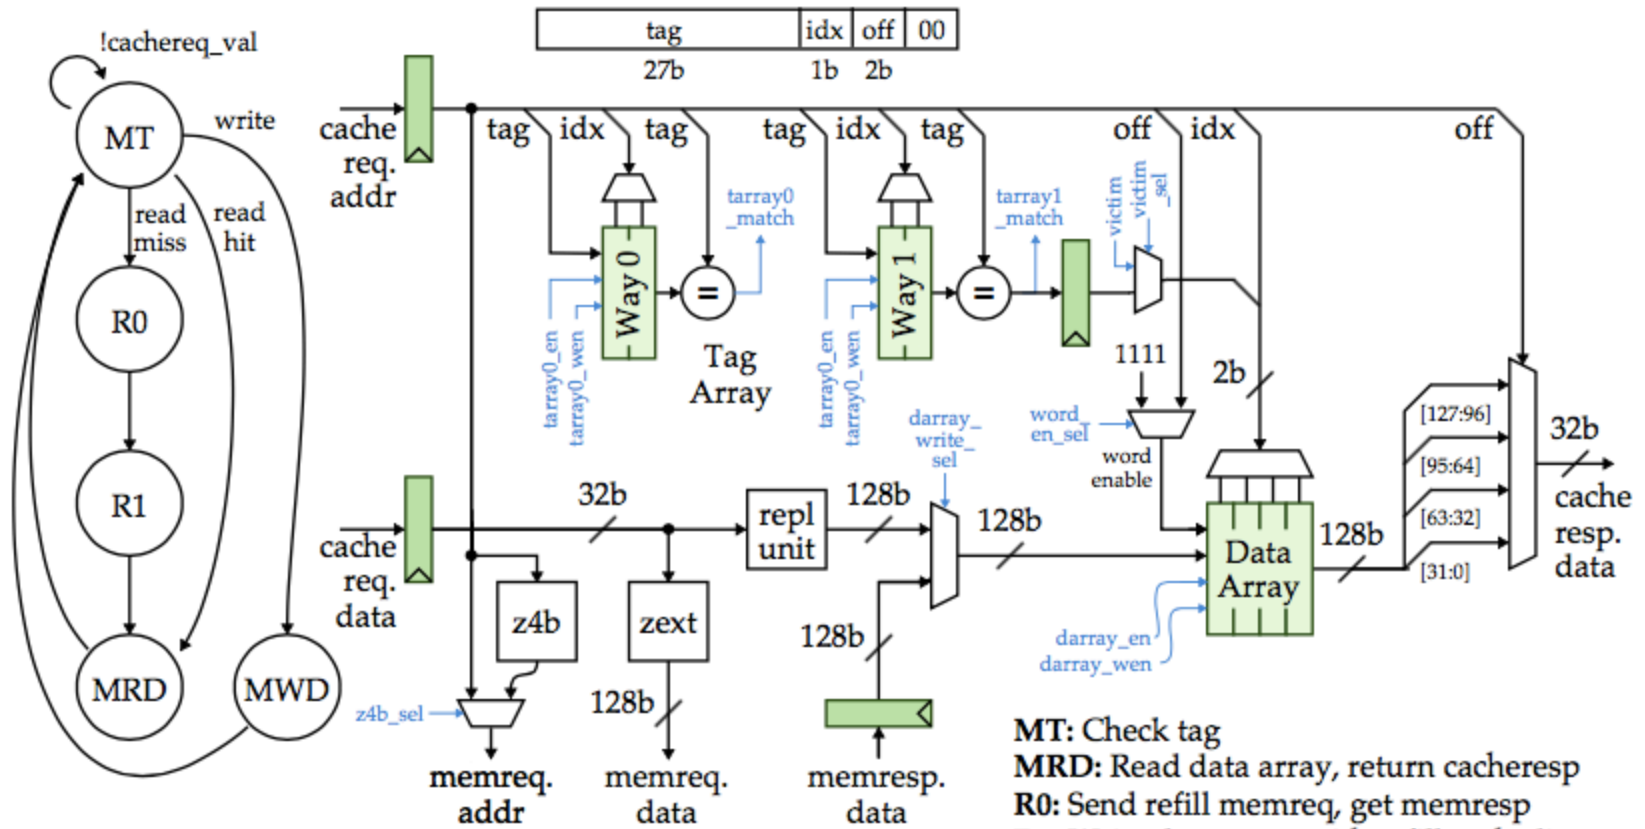 !cachereq_val
MT
write
read
miss
read
hit
R0
R1
MRD
MWD
tag
idx
off
00
27b
1b
2b
cache
req.
addr
tag
idx
tag
tag
idx
tag
off
idx
off
tarray0
_match
tarray1
_match
victim
victim
_sel
Way 0
=
Way 1
=
tarray0_en
tarray0_wen
Tag
Array
tarray0_en
tarray0_wen
1111
2b
word_
en_sel
word
enable
darray_
write_
sel
[127:96]
[95:64]
[63:32]
[31:0]
32b
cache
resp.
data
cache
req.
data
32b
repl
unit
128b
128b
Data
Array
128b
z4b
zext
128b
darray_en
darray_wen
z4b_sel
128b
memreq.
addr
memreq.
data
memresp.
data
MT: Check tag
MRD: Read data array, return cacheresp
R0: Send refill memreq, get memresp